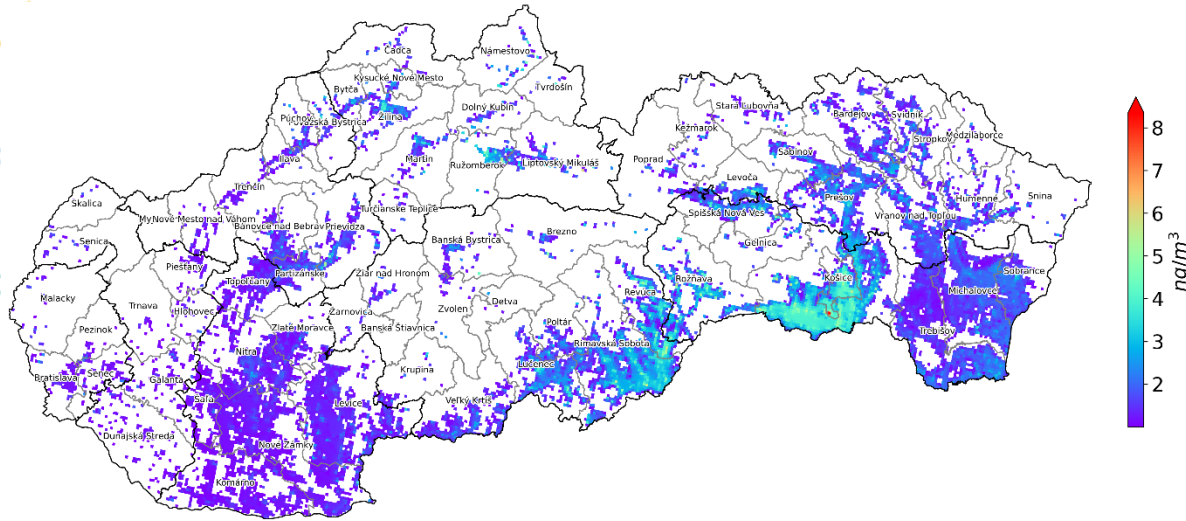 Čadca
Námestovo
Kysucké Nové Mesto
Bytča
Tvrdošín
Dolný Kubín
Stará Ľubovňa
Bardejov
Svidník
Púchov
Považská Bystrica
Žilina
Kežmarok
Stropkov
Medzilaborce
Ilava
Martin
Ružomberok
Liptovský Mikuláš
Poprad
Sabinov
Levoča
Trenčín
Prešov
Humenné
Snina
Skalica
Turčianske Teplice
Spišská Nová Ves
Vranov nad Topľou
Myjava
Nové Mesto nad Váhom
Bánovce nad Bebravou
Prievidza
Senica
Banská Bystrica
Brezno
Gelnica
Piešťany
Partizánske
Topoľčany
Žiar nad Hronom
Rožňava
Košice
Sobrance
Malacky
Trnava
Hlohovec
Žarnovica
Zvolen
Detva
Revúca
Michalovce
Pezinok
Zlaté Moravce
Banská Štiavnica
Poltár
Trebišov
Nitra
Rimavská Sobota
Bratislava
Senec
Galanta
Krupina
Lučenec
Šaľa
Levice
Veľký Krtíš
Dunajská Streda
Nové Zámky
Komárno
8
7
6
5
4
3
2
ng/m³